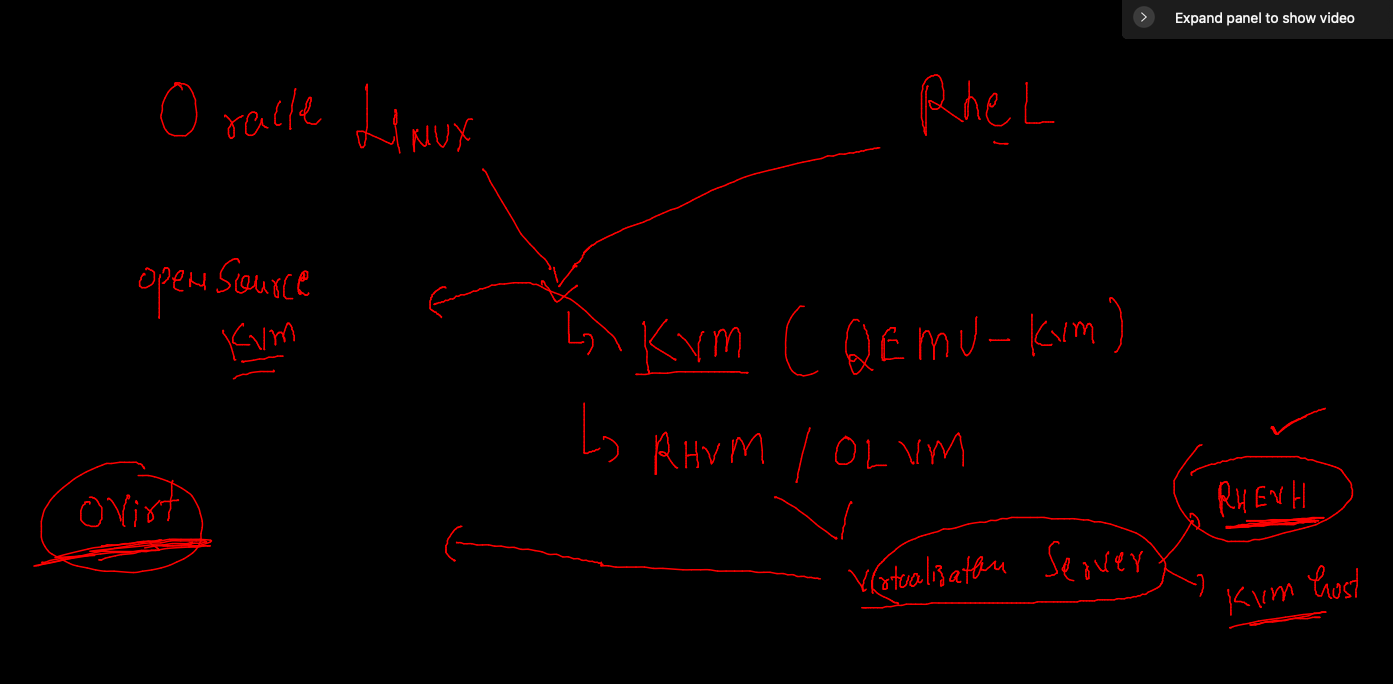 Expand panel to show video
Oracle Linux
RheL
open Source
KVM
KVM ( QEMU - KVM )
RHVM / OLVM
OVirt
RHEVH
Virtualization Server
KVM host